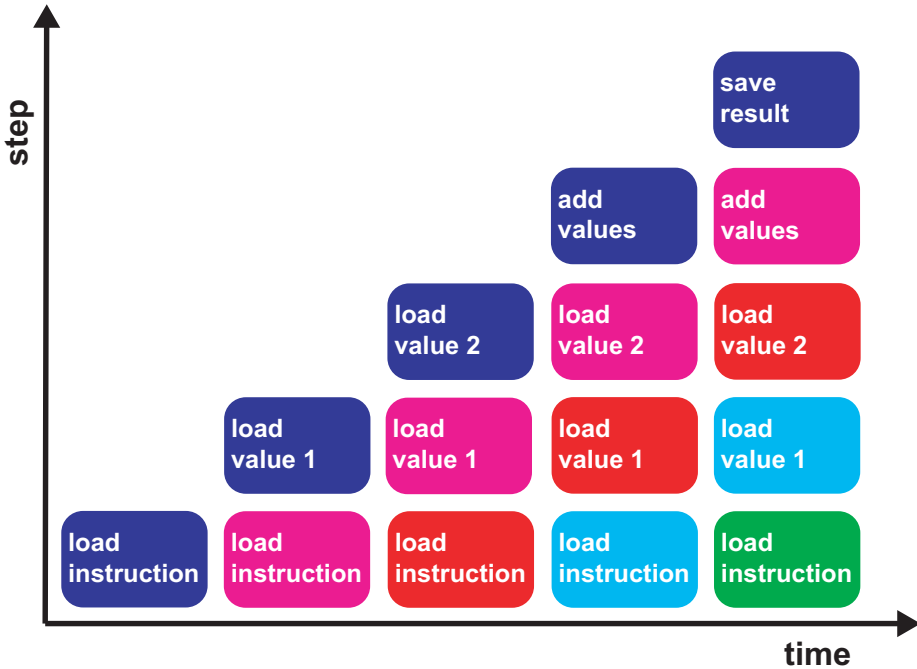 step
save
result
add
values
add
values
load
value 2
load
value 2
load
value 2
load
value 1
load
value 1
load
value 1
load
value 1
load
instruction
load
instruction
load
instruction
load
instruction
load
instruction
time